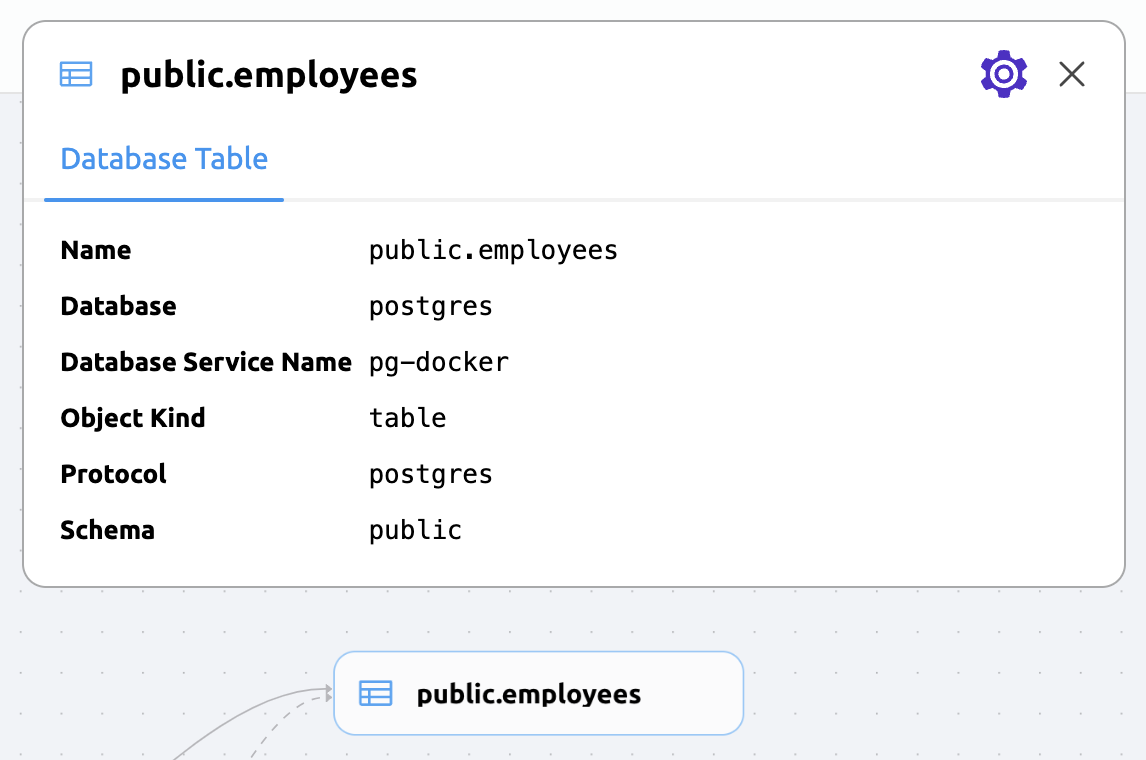 public.employees
Database Table
Name public.employees
Database postgres
Database Service Name pg-docker
Object Kind table
Protocol postgres
Schema public
public.employees